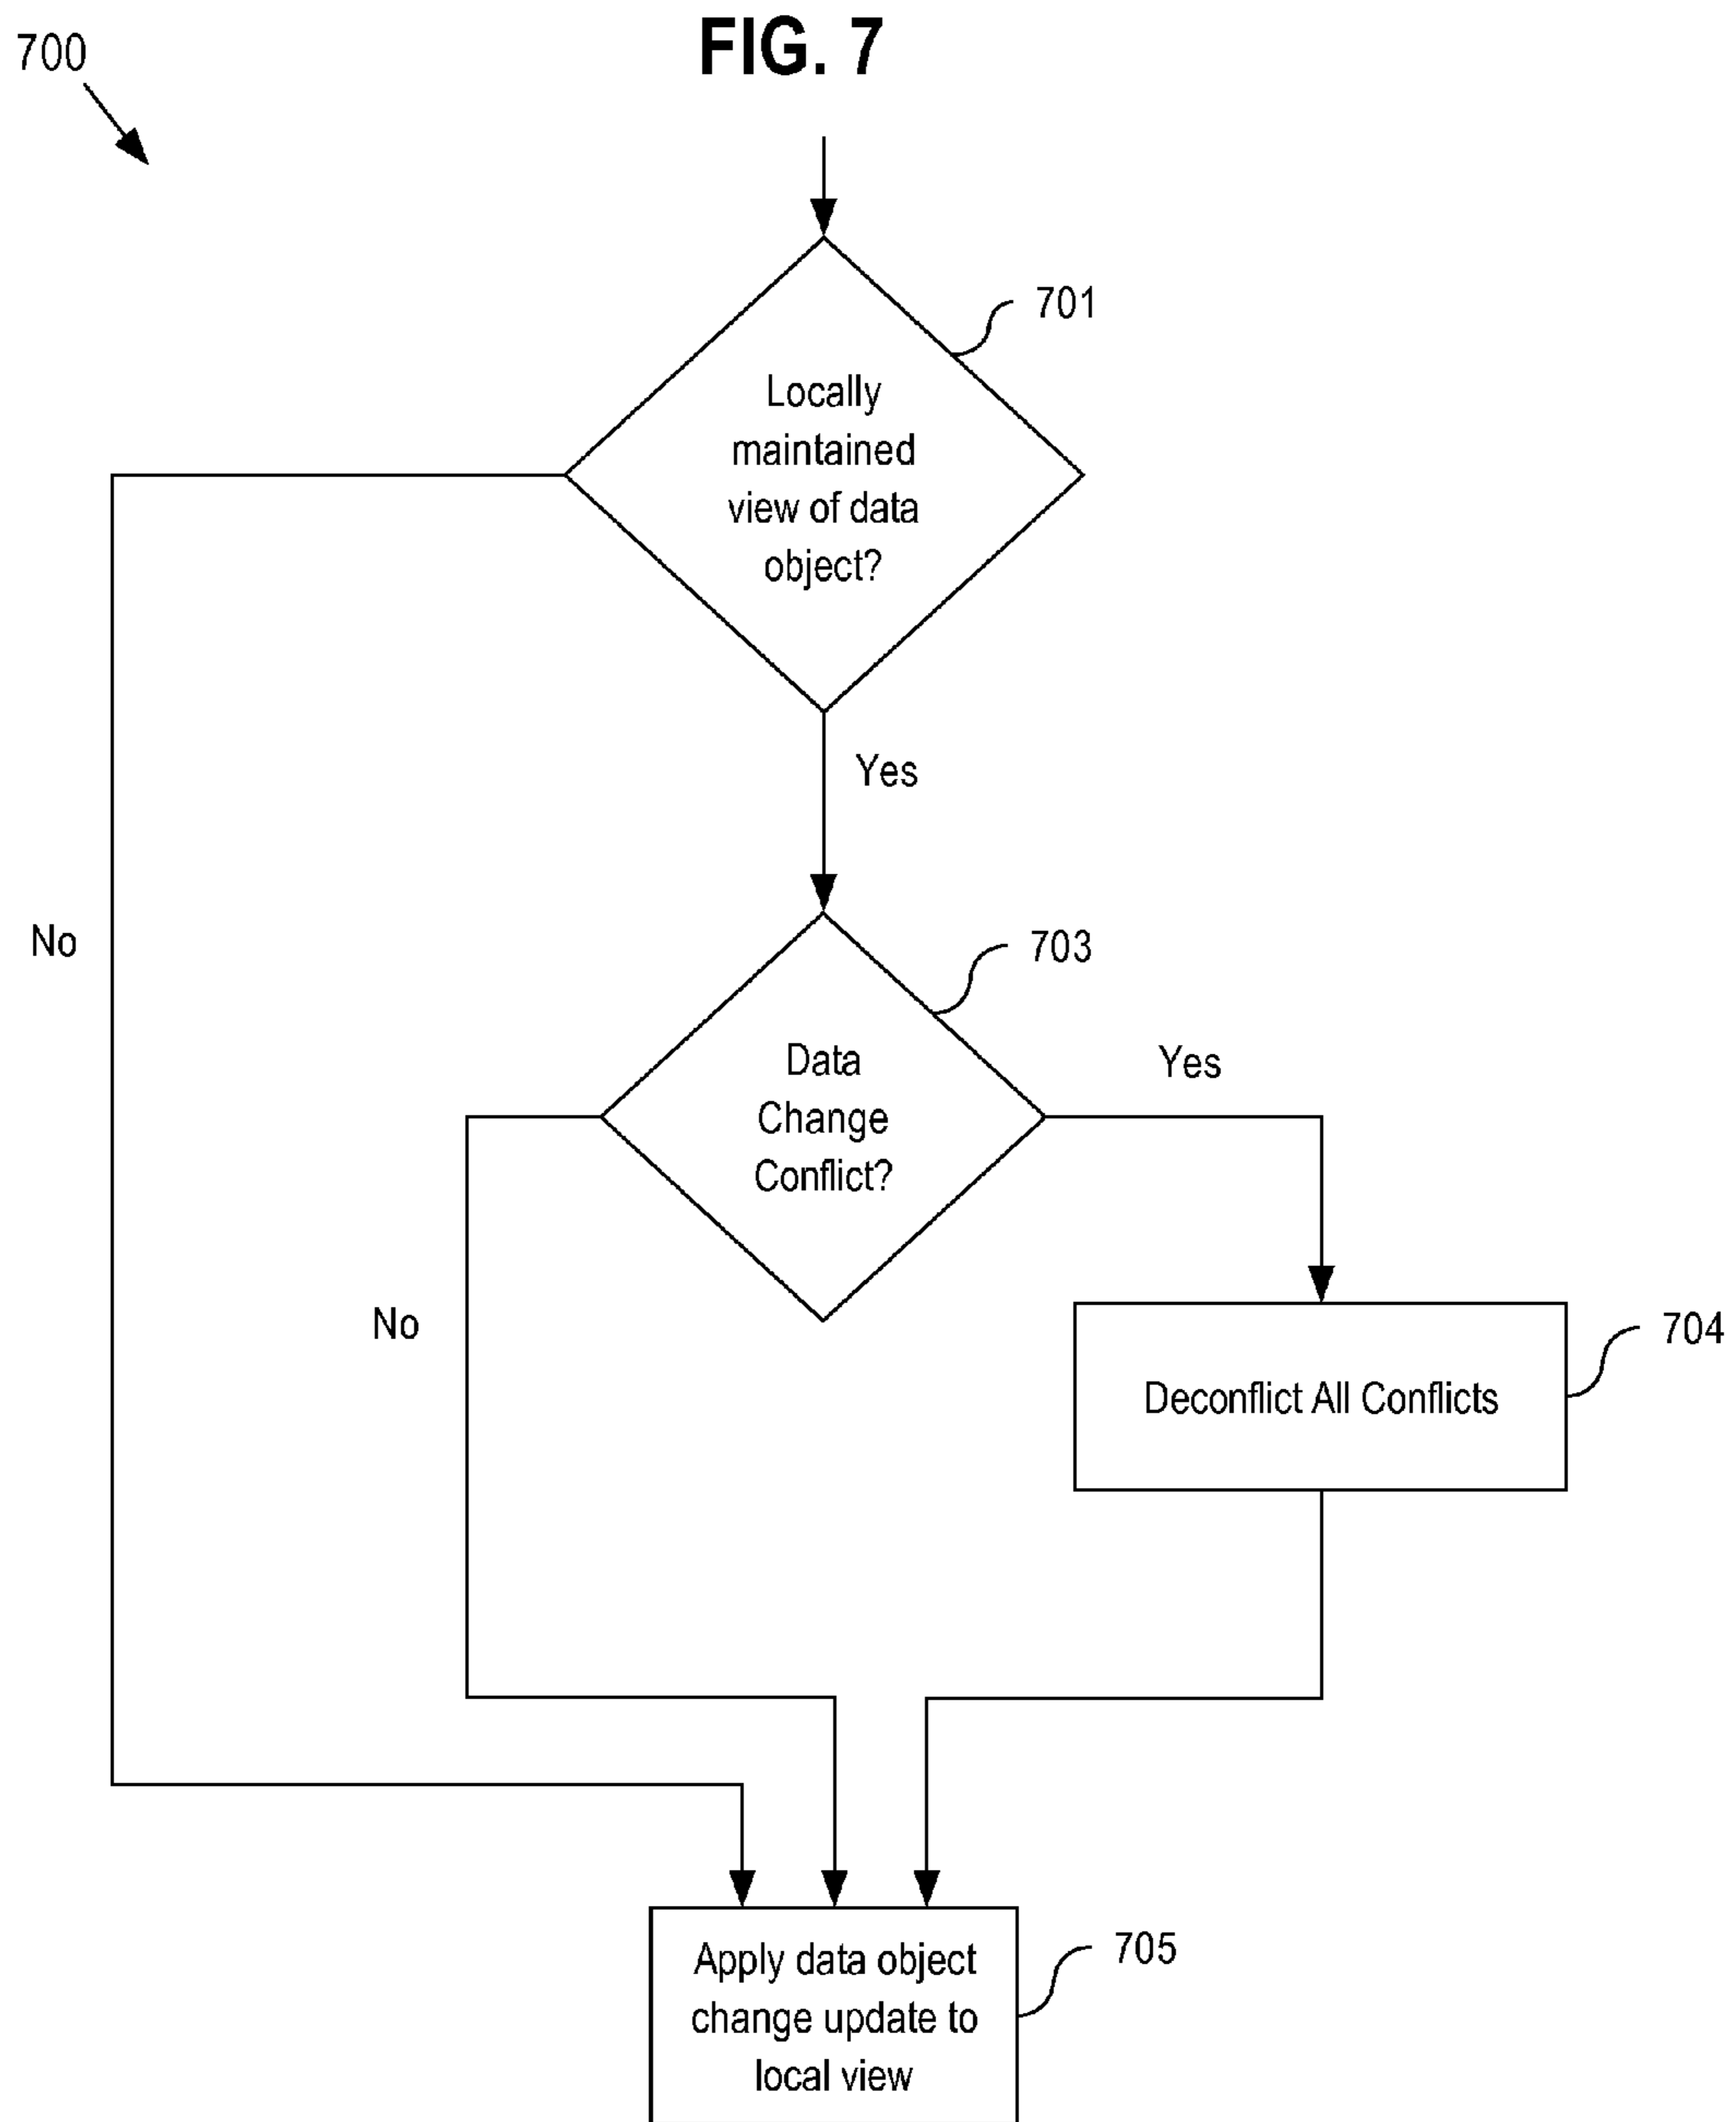 FIG. 7
700
701
Locally
maintained
view of data
object?
Yes
No
703
Data
Change
Conflict?
Yes
No
704
Deconflict All Conflicts
705
Apply data object
change update to
local view